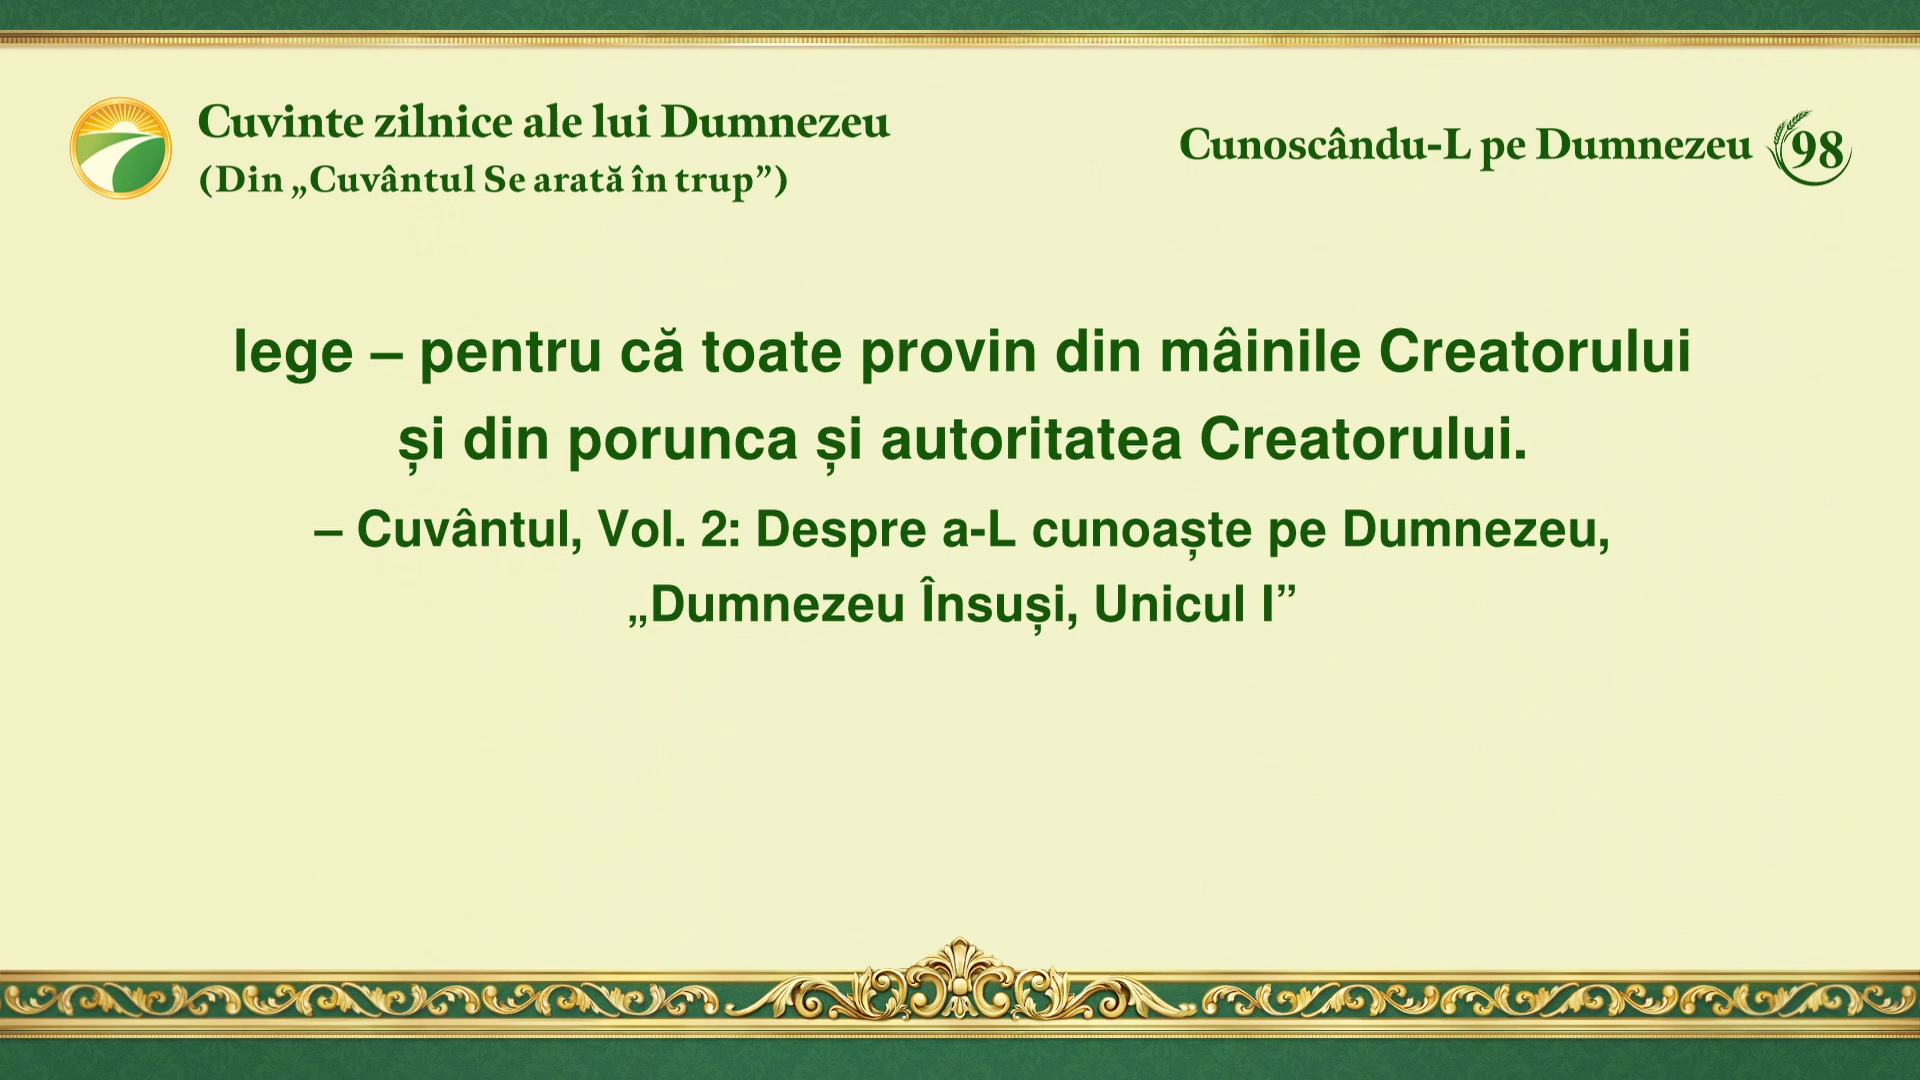 Cuvinte zilnice ale lui Dumnezeu
(Din „Cuvântul Se arată în trup”)
Cunoscându-L pe Dumnezeu 98
lege – pentru că toate provin din mâinile Creatorului
și din porunca și autoritatea Creatorului.
– Cuvântul, Vol. 2: Despre a-L cunoaște pe Dumnezeu,
„Dumnezeu Însuși, Unicul I”